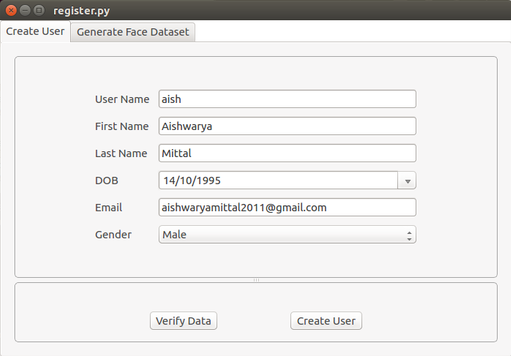 register.py
Create User Generate Face Dataset
User Name aish
First Name Aishwarya
Last Name Mittal
DOB 14/10/1995
Email aishwaryamittal2011@gmail.com
Gender Male
Verify Data Create User